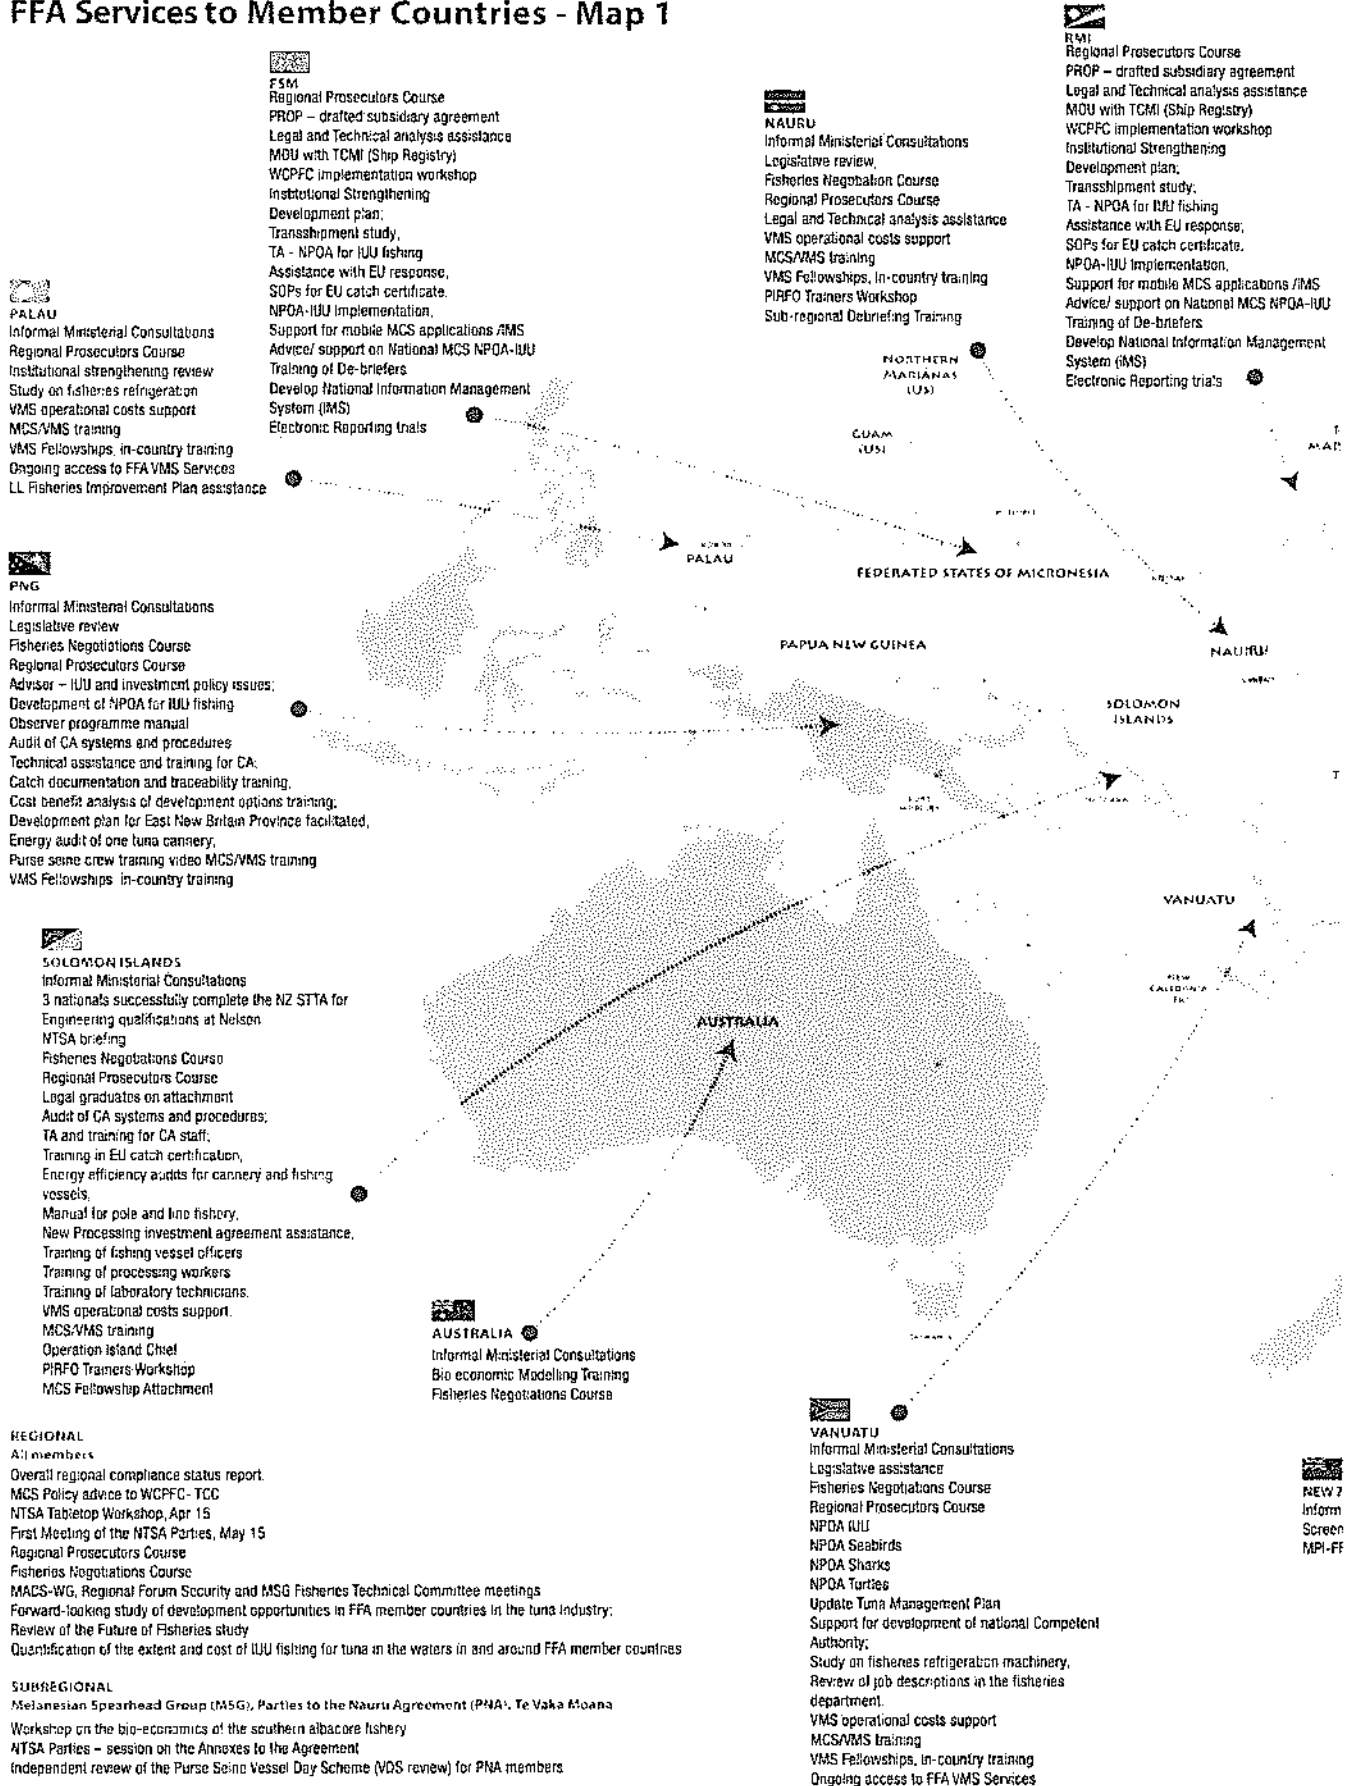 FFA Services to Member Countries - Map 1
FSM
Regional Prosecutors Course
PROP – drafted subsidiary agreement
Legal and Technical analysis assistance
MOU with TCMI (Ship Registry)
WCPFC implementation workshop
Institutional Strengthening
Development plan;
Transshipment study,
TA - NPOA for IUU fishing
Assistance with EU response,
SOPs for EU catch certificate.
NPOA-IUU Implementation,
Support for mobile MCS applications /IMS
Advice/ support on National MCS NPOA-IUU
Training of De-briefers
Develop National Information Management
System (IMS)
Electronic Reporting trials
NAURU
Informal Ministerial Consultations
Legislative review,
Fisheries Negotiation Course
Regional Prosecutors Course
Legal and Technical analysis assistance
VMS operational costs support
MCS/VMS training
VMS Fellowships, in-country training
PIRFO Trainers Workshop
Sub-regional Debriefing Training
RMI
Regional Prosecutors Course
PROP – drafted subsidiary agreement
Legal and Technical analysis assistance
MOU with TCMI (Ship Registry)
WCPFC implementation workshop
Institutional Strengthening
Development plan;
Transshipment study;
TA - NPOA for IUU fishing
Assistance with EU response;
SOPs for EU catch certificate.
NPOA-IUU Implementation,
Support for mobile MCS applications /IMS
Advice/ support on National MCS NPOA-IUU
Training of De-briefers
Develop National Information Management
System (IMS)
Electronic Reporting trials
PALAU
Informal Ministerial Consultations
Regional Prosecutors Course
Institutional strengthening review
Study on fisheries refrigeration
VMS operational costs support
MCS/VMS training
VMS Fellowships, in-country training
Ongoing access to FFA VMS Services
LL Fisheries Improvement Plan assistance
NORTHERN
MARIANAS
(US)
GUAM
(US)
MAR
PALAU
FEDERATED STATES OF MICRONESIA
PAPUA NEW GUINEA
NAURU
SOLOMON
ISLANDS
T
PORT
MORESBY
VANUATU
NEW
CALEDONIA
FR
AUSTRALIA
TASMANIA
PNG
Informal Ministerial Consultations
Legislative review
Fisheries Negotiations Course
Regional Prosecutors Course
Advisor – IUU and investment policy issues;
Development of NPOA for IUU fishing
Observer programme manual
Audit of CA systems and procedures
Technical assistance and training for CA;
Catch documentation and traceability training,
Cost benefit analysis of development options training;
Development plan for East New Britain Province facilitated,
Energy audit of one tuna cannery,
Purse seine crew training video MCS/VMS training
VMS Fellowships in-country training
SOLOMON ISLANDS
Informal Ministerial Consultations
3 nationals successfully complete the NZ STTA for
Engineering qualifications at Nelson
NTSA briefing
Fisheries Negotiations Course
Regional Prosecutors Course
Legal graduates on attachment
Audit of CA systems and procedures;
TA and training for CA staff;
Training in EU catch certification,
Energy efficiency audits for cannery and fishing
vessels,
Manual for pole and line fishery,
New Processing investment agreement assistance,
Training of fishing vessel officers
Training of processing workers
Training of laboratory technicians.
VMS operational costs support.
MCS/VMS training
Operation Island Chief
PIRFO Trainers Workshop
MCS Fellowship Attachment
AUSTRALIA
Informal Ministerial Consultations
Bio economic Modelling Training
Fisheries Negotiations Course
REGIONAL
All members
Overall regional compliance status report.
MCS Policy advice to WCPFC- TCC
NTSA Tabletop Workshop, Apr 15
First Meeting of the NTSA Parties, May 15
Regional Prosecutors Course
Fisheries Negotiations Course
MACS-WG, Regional Forum Security and MSG Fisheries Technical Committee meetings
Forward-looking study of development opportunities in FFA member countries in the tuna industry;
Review of the Future of Fisheries study
Quantification of the extent and cost of IUU fishing for tuna in the waters in and around FFA member countries
SUBREGIONAL
Melanesian Spearhead Group (MSG), Parties to the Nauru Agreement (PNA), Te Vaka Moana
Workshop on the bio-economics of the southern albacore fishery
NTSA Parties – session on the Annexes to the Agreement
Independent review of the Purse Seine Vessel Day Scheme (VDS review) for PNA members
VANUATU
Informal Ministerial Consultations
Legislative assistance
Fisheries Negotiations Course
Regional Prosecutors Course
NPOA IUU
NPOA Seabirds
NPOA Sharks
NPOA Turtles
Update Tuna Management Plan
Support for development of national Competent
Authority;
Study on fisheries refrigeration machinery,
Review of job descriptions in the fisheries
department.
VMS operational costs support
MCS/VMS training
VMS Fellowships, in-country training
Ongoing access to FFA VMS Services
NEW Z
Inform
Screen
MPI-FF